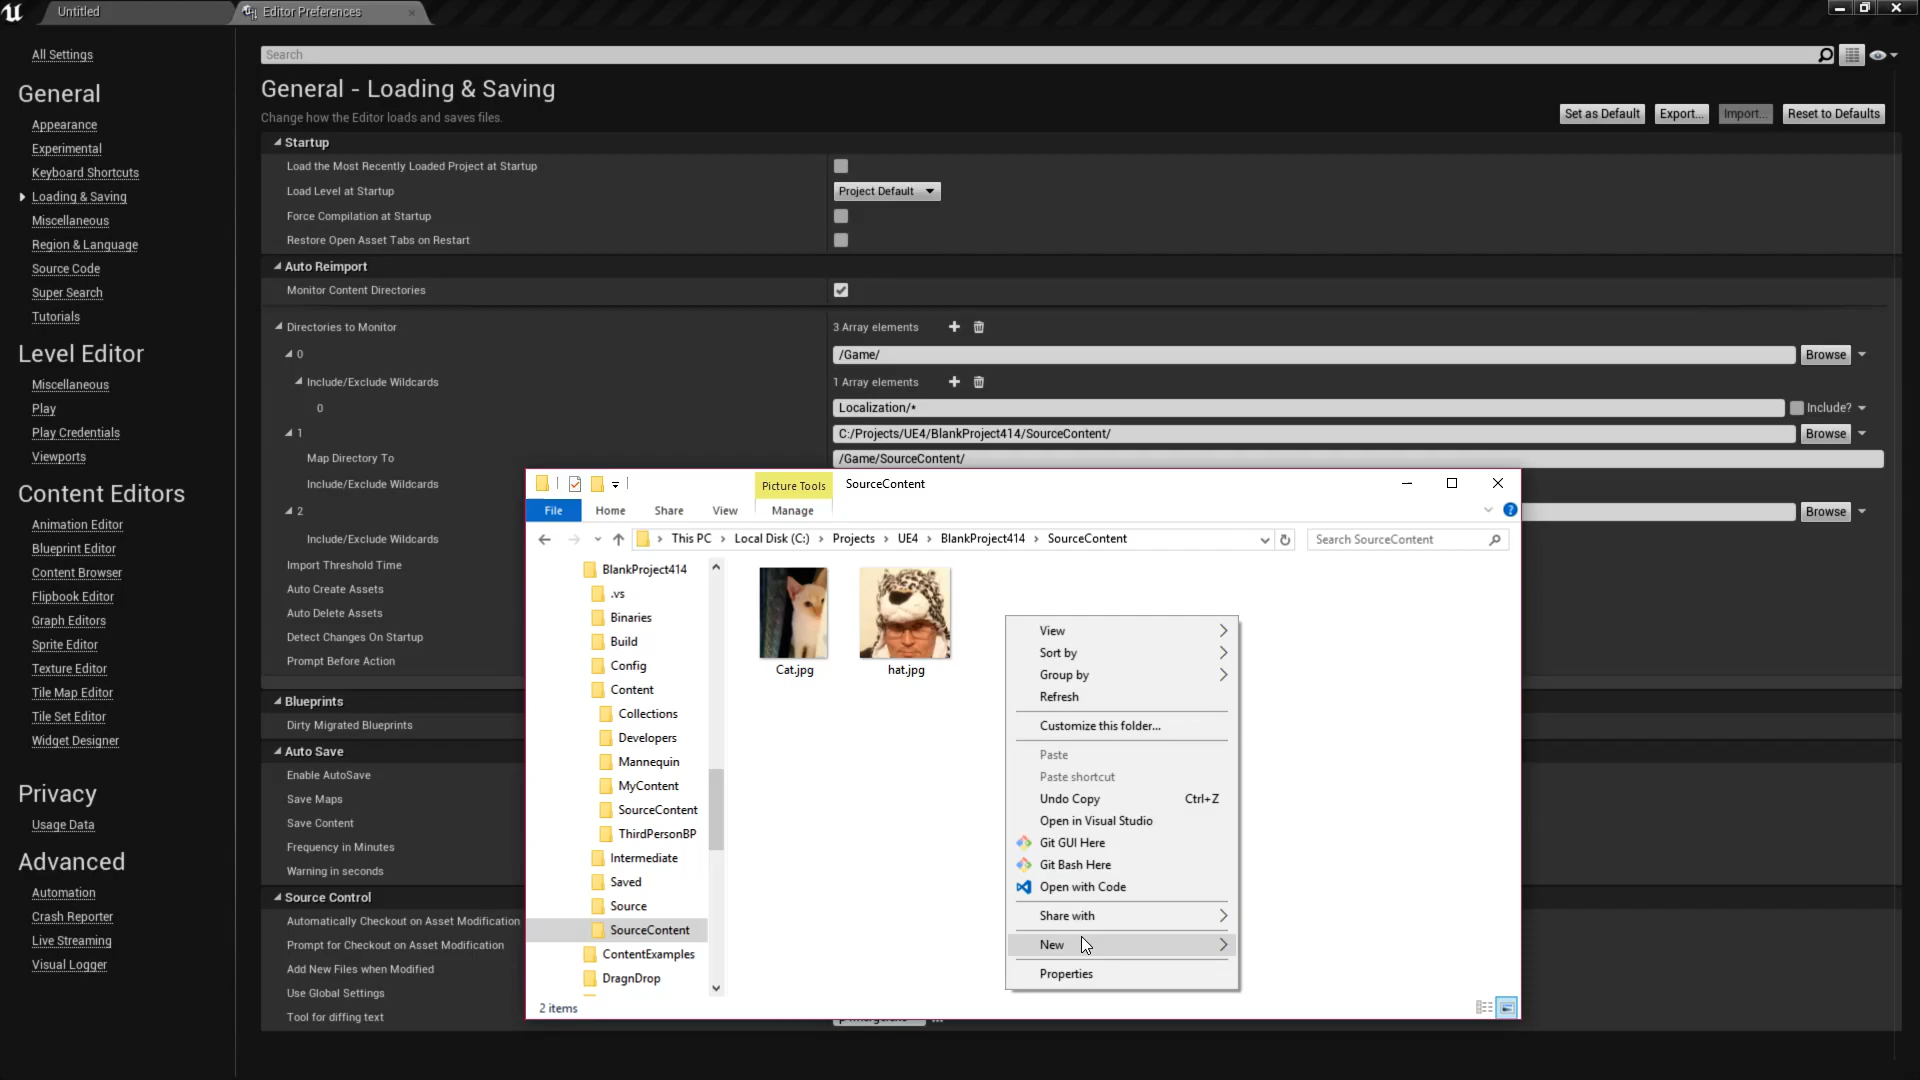 Untitled
Editor Preferences
All Settings
General
Appearance
Experimental
Keyboard Shortcuts
Loading & Saving
Miscellaneous
Region & Language
Source Code
Super Search
Tutorials
Level Editor
Miscellaneous
Play
Play Credentials
Viewports
Content Editors
Animation Editor
Blueprint Editor
Content Browser
Flipbook Editor
Graph Editors
Sprite Editor
Texture Editor
Tile Map Editor
Tile Set Editor
Widget Designer
Privacy
Usage Data
Advanced
Automation
Crash Reporter
Live Streaming
Visual Logger
Search
General - Loading & Saving
Change how the Editor loads and saves files.
Set as Default
Export...
Import...
Reset to Defaults
Startup
Load the Most Recently Loaded Project at Startup
Load Level at Startup
Project Default
Force Compilation at Startup
Restore Open Asset Tabs on Restart
Auto Reimport
Monitor Content Directories
Directories to Monitor
3 Array elements
0
/Game/
Browse
Include/Exclude Wildcards
1 Array elements
0
Localization/*
Include?
1
C:/Projects/UE4/BlankProject414/SourceContent/
Browse
Map Directory To
/Game/SourceContent/
Include/Exclude Wildcards
2
Browse
Include/Exclude Wildcards
Import Threshold Time
Auto Create Assets
Auto Delete Assets
Detect Changes On Startup
Prompt Before Action
Blueprints
Dirty Migrated Blueprints
Auto Save
Enable AutoSave
Save Maps
Save Content
Frequency in Minutes
Warning in seconds
Source Control
Automatically Checkout on Asset Modification
Prompt for Checkout on Asset Modification
Add New Files when Modified
Use Global Settings
Tool for diffing text
Picture Tools
SourceContent
File
Home
Share
View
Manage
This PC
Local Disk (C:)
Projects
UE4
BlankProject414
SourceContent
Search SourceContent
BlankProject414
.vs
Binaries
Build
Config
Content
Collections
Developers
Mannequin
MyContent
SourceContent
ThirdPersonBP
Intermediate
Saved
Source
SourceContent
ContentExamples
DragnDrop
Cat.jpg
hat.jpg
View
Sort by
Group by
Refresh
Customize this folder...
Paste
Paste shortcut
Undo Copy Ctrl+Z
Open in Visual Studio
Git GUI Here
Git Bash Here
Open with Code
Share with
New
Properties
2 items